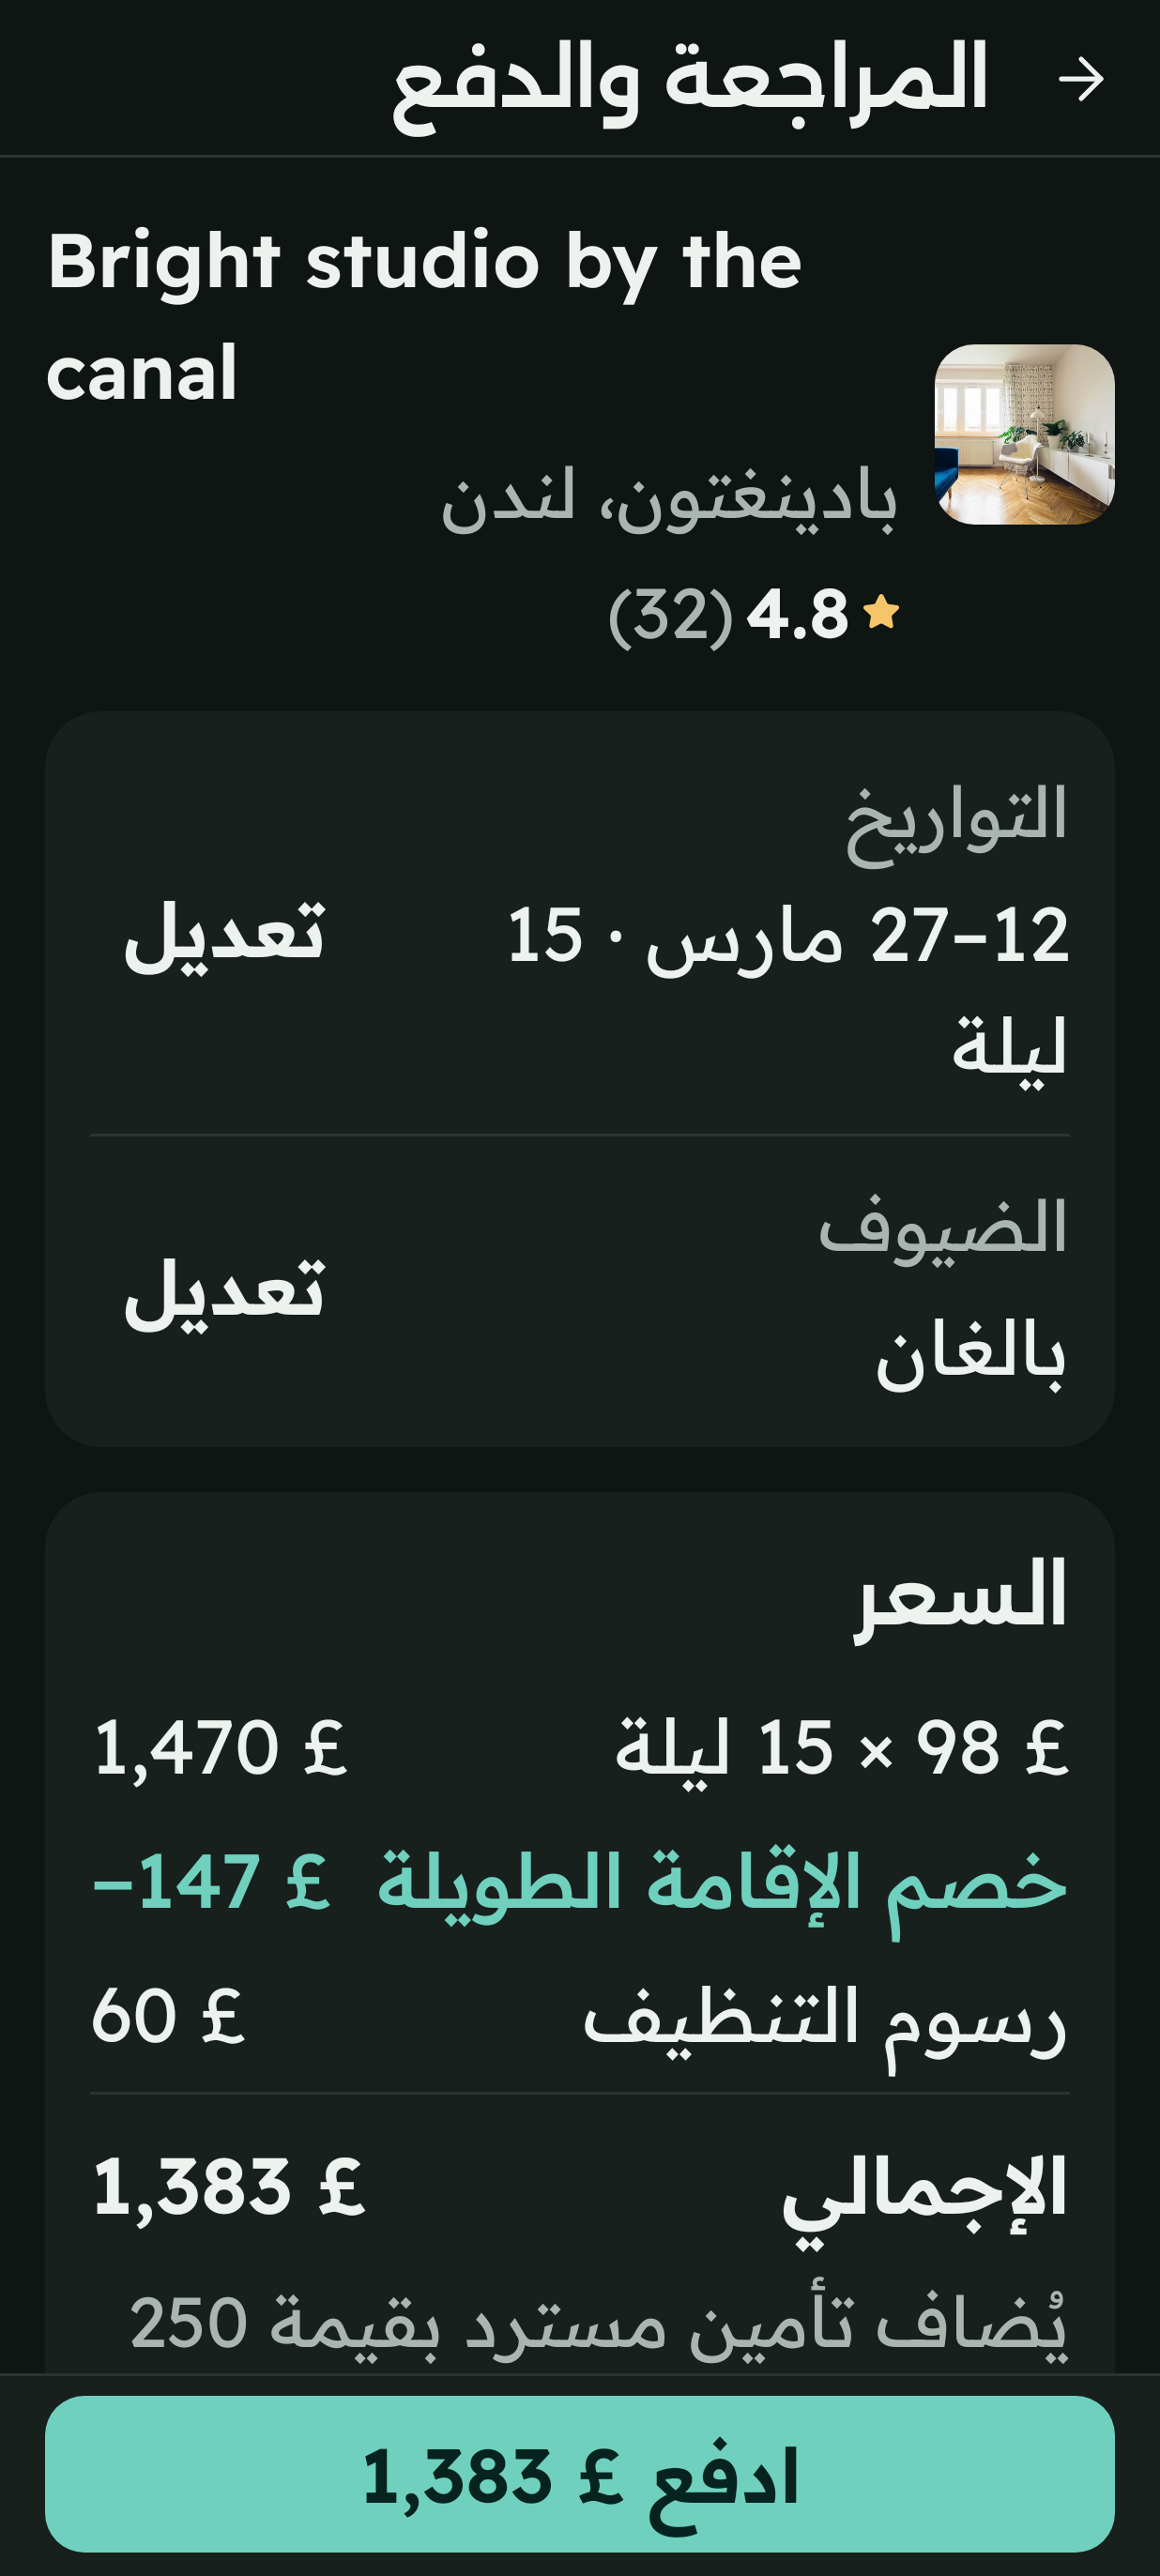 المراجعة والدفع
Bright studio by the
canal
بادينغتون، لندن
4.8 (32)
التواريخ
12–27 مارس · 15
ليلة
تعديل
الضيوف
بالغان
تعديل
السعر
£ 98 × 15 ليلة
£ 1,470
خصم الإقامة الطويلة
£ −147
رسوم التنظيف
£ 60
الإجمالي
£ 1,383
يُضاف تأمين مسترد بقيمة 250
ادفع £ 1,383